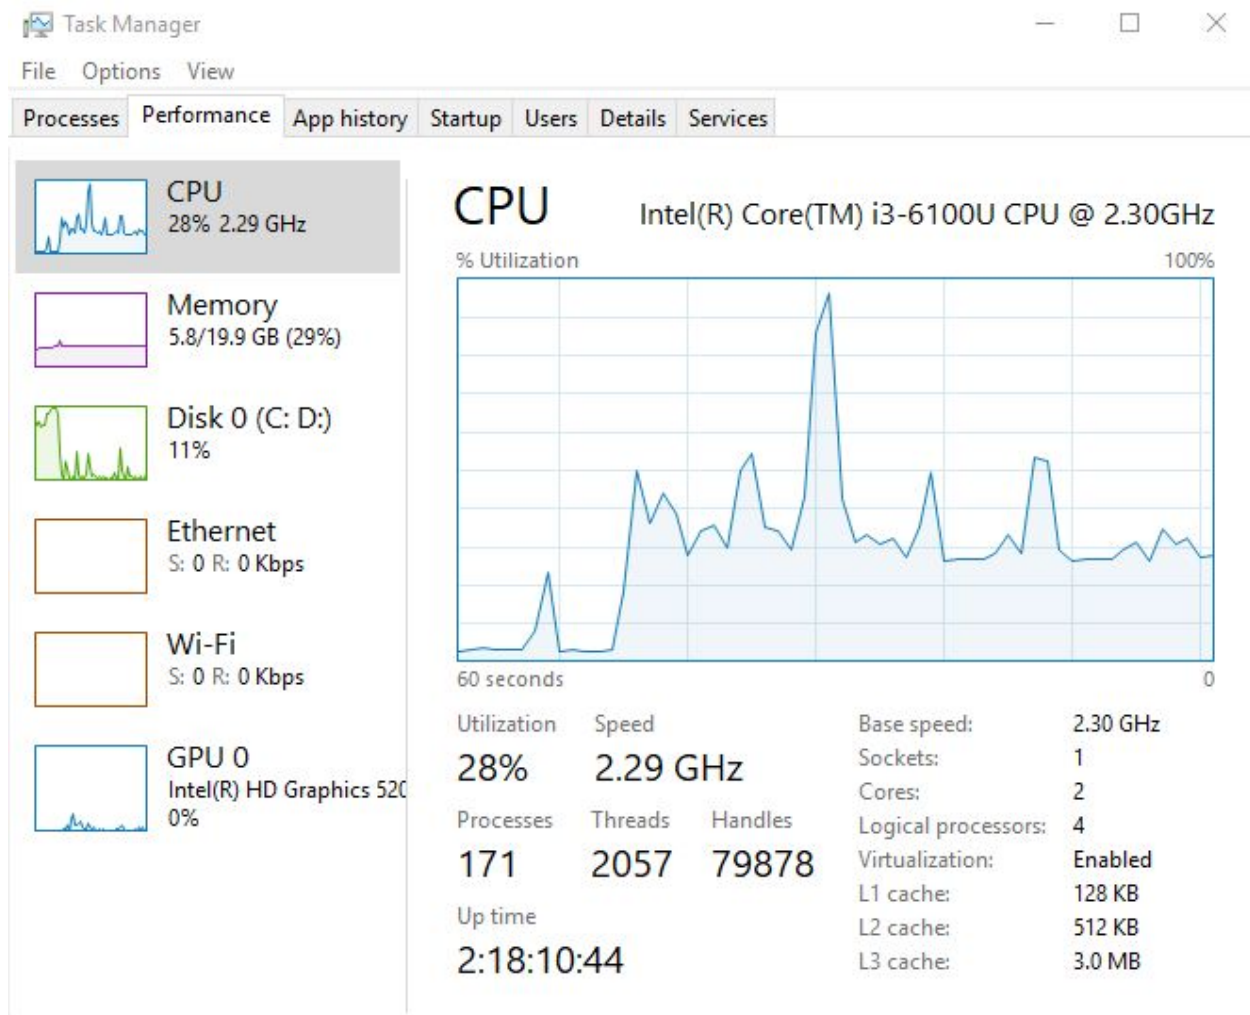 Task Manager
File Options View
Processes Performance App history Startup Users Details Services
CPU
28% 2.29 GHz
Memory
5.8/19.9 GB (29%)
Disk 0 (C: D:)
11%
Ethernet
S: 0 R: 0 Kbps
Wi-Fi
S: 0 R: 0 Kbps
GPU 0
Intel(R) HD Graphics 520
0%
CPU Intel(R) Core(TM) i3-6100U CPU @ 2.30GHz
% Utilization 100%
60 seconds 0
Utilization Speed
28% 2.29 GHz
Processes Threads Handles
171 2057 79878
Up time
2:18:10:44
Base speed: 2.30 GHz
Sockets: 1
Cores: 2
Logical processors: 4
Virtualization: Enabled
L1 cache: 128 KB
L2 cache: 512 KB
L3 cache: 3.0 MB